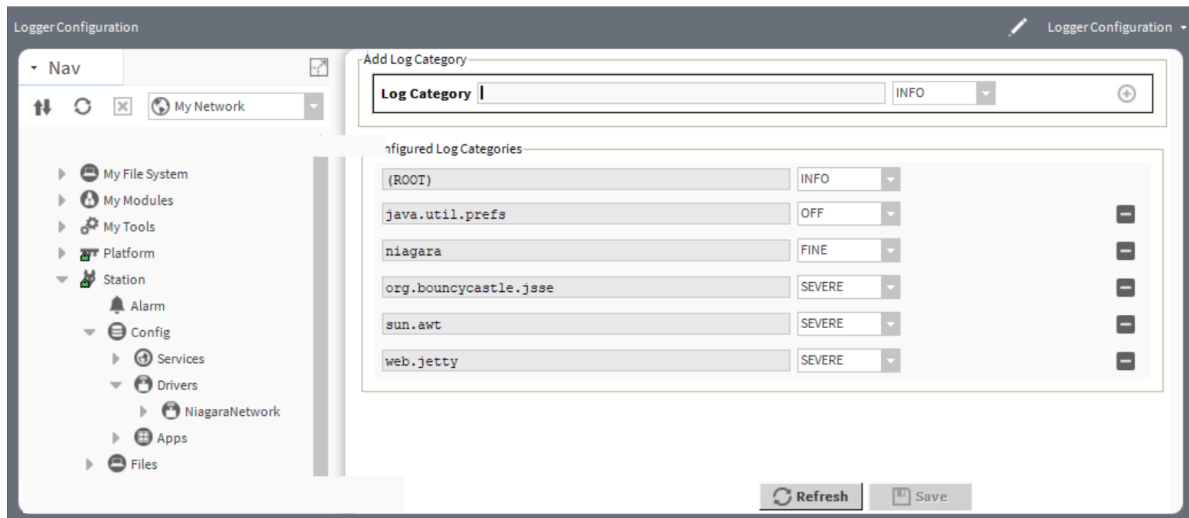 Logger Configuration
Logger Configuration
Nav
My Network
My File System
My Modules
My Tools
Platform
Station
Alarm
Config
Services
Drivers
NiagaraNetwork
Apps
Files
Add Log Category
Log Category INFO
nfigured Log Categories
(ROOT) INFO
java.util.prefs OFF
niagara FINE
org.bouncycastle.jsse SEVERE
sun.awt SEVERE
web.jetty SEVERE
Refresh Save